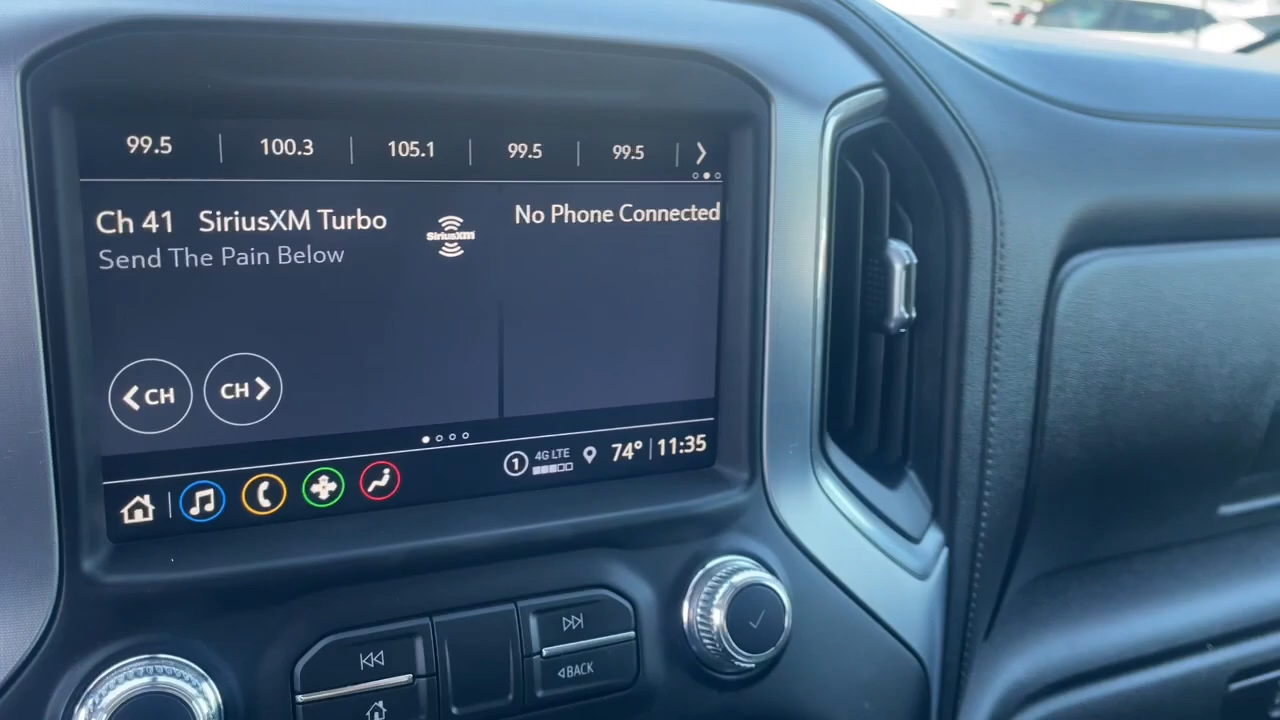 99.5 100.3 105.1 99.5 99.5
Ch 41 SiriusXM Turbo
SiriusXM
No Phone Connected
Send The Pain Below
CH CH
1 4G LTE 74° 11:35
BACK